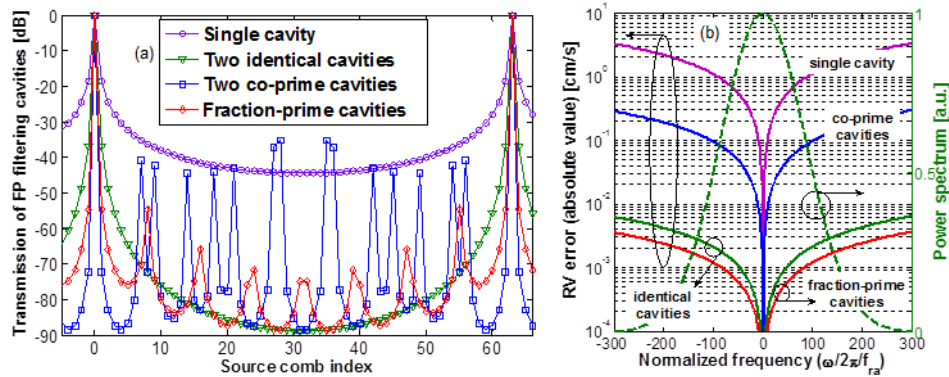 Transmission of FP filtering cavities [dB]
0
-10
-20
-30
-40
-50
-60
-70
-80
-90
(a)
Single cavity
Two identical cavities
Two co-prime cavities
Fraction-prime cavities
0 10 20 30 40 50 60
Source comb index
RV error (absolute value) [cm/s]
10^1
10^0
10^-1
10^-2
10^-3
10^-4
(b)
single cavity
co-prime
cavities
identical
cavities
fraction-prime
cavities
-300 -200 -100 0 100 200 300
Normalized frequency (ω/2π/f_ra)
1
0.5
0
Power spectrum [a.u.]